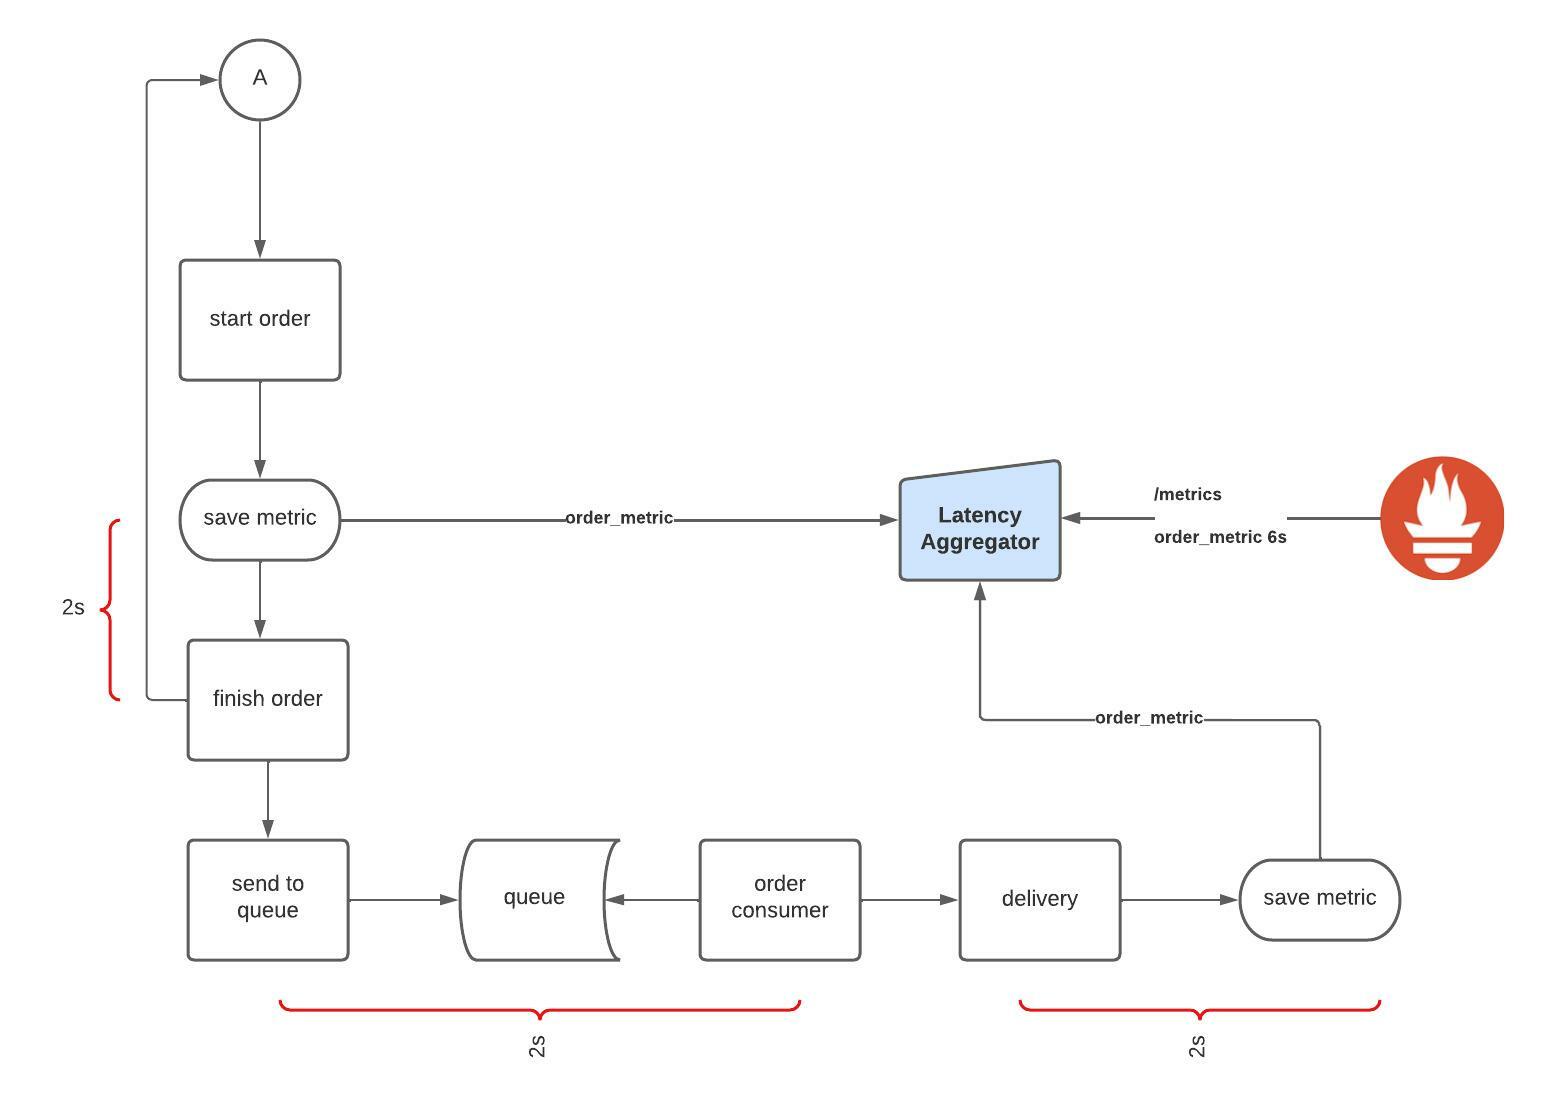 A
start order
save metric
order_metric
Latency
Aggregator
/metrics
order_metric 6s
2s
finish order
order_metric
send to
queue
queue
order
consumer
delivery
save metric
2s
2s